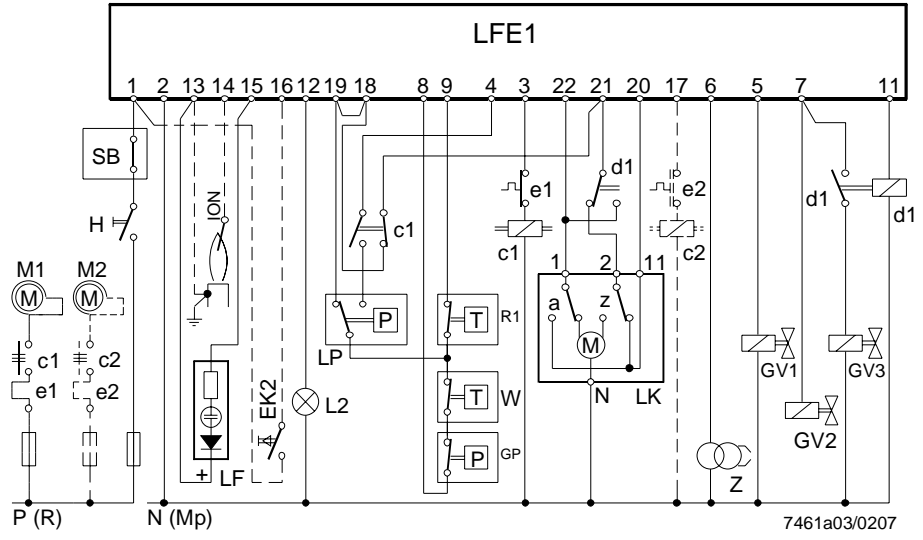 LFE1
1 2 13 14 15 16 12 19 18 8 9 4 3 22 21 20 17 6 5 7 11
SB
H
ION
EK2
M1 M2
M M
c1 c2
e1 e2
+ LF
L2
c1
P
LP
T R1
T W
P GP
e1
c1
d1
e2
c2
1 2 11
a z
M
N LK
d1 d1
GV1 GV3
GV2
Z
P (R) N (Mp) 7461a03/0207